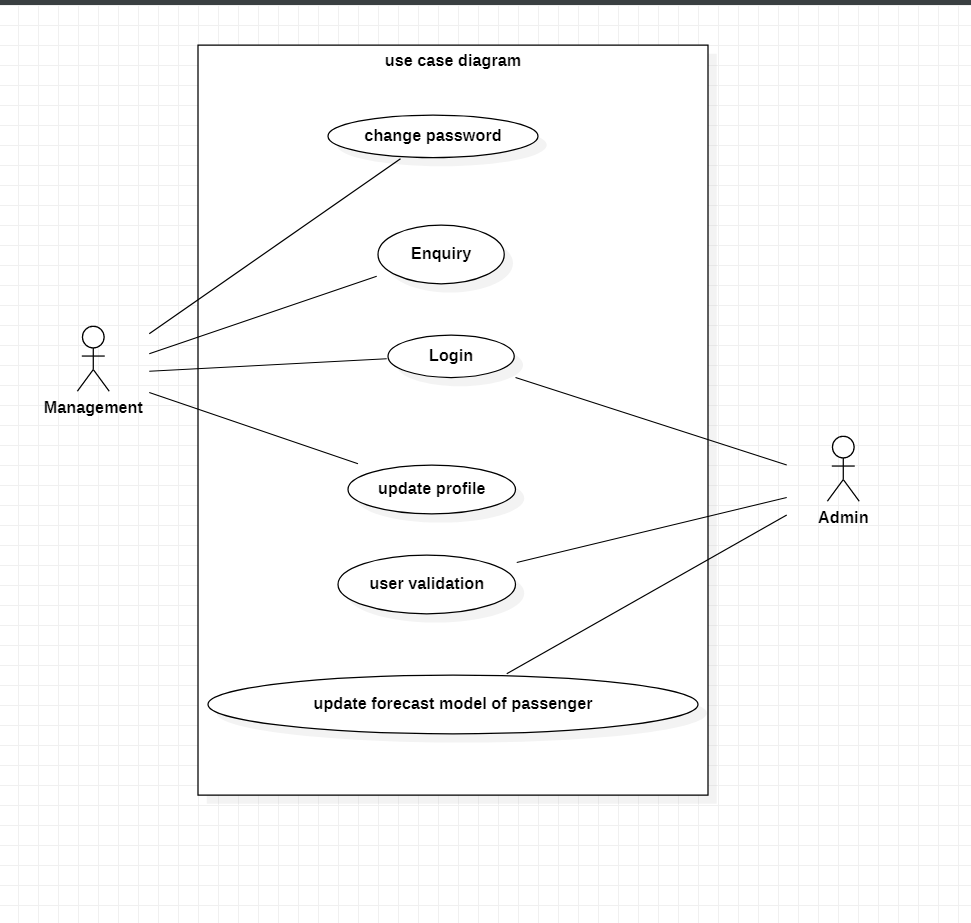 use case diagram
change password
Enquiry
Login
Management
update profile
Admin
user validation
update forecast model of passenger